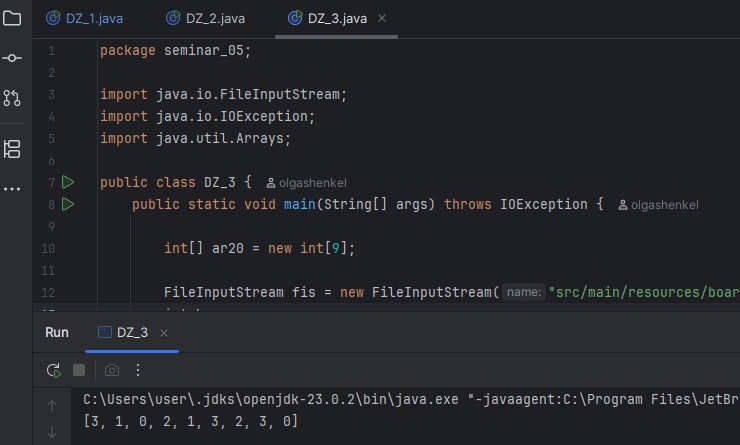 DZ_1.java DZ_2.java DZ_3.java
1 package seminar_05;
2
3 import java.io.FileInputStream;
4 import java.io.IOException;
5 import java.util.Arrays;
6
7 public class DZ_3 { olgashenkel
8 public static void main(String[] args) throws IOException { olgashenkel
9
10 int[] ar20 = new int[9];
11
12 FileInputStream fis = new FileInputStream( name: "src/main/resources/boar
Run DZ_3
C:\Users\user\.jdks\openjdk-23.0.2\bin\java.exe "-javaagent:C:\Program Files\JetBr
[3, 1, 0, 2, 1, 3, 2, 3, 0]